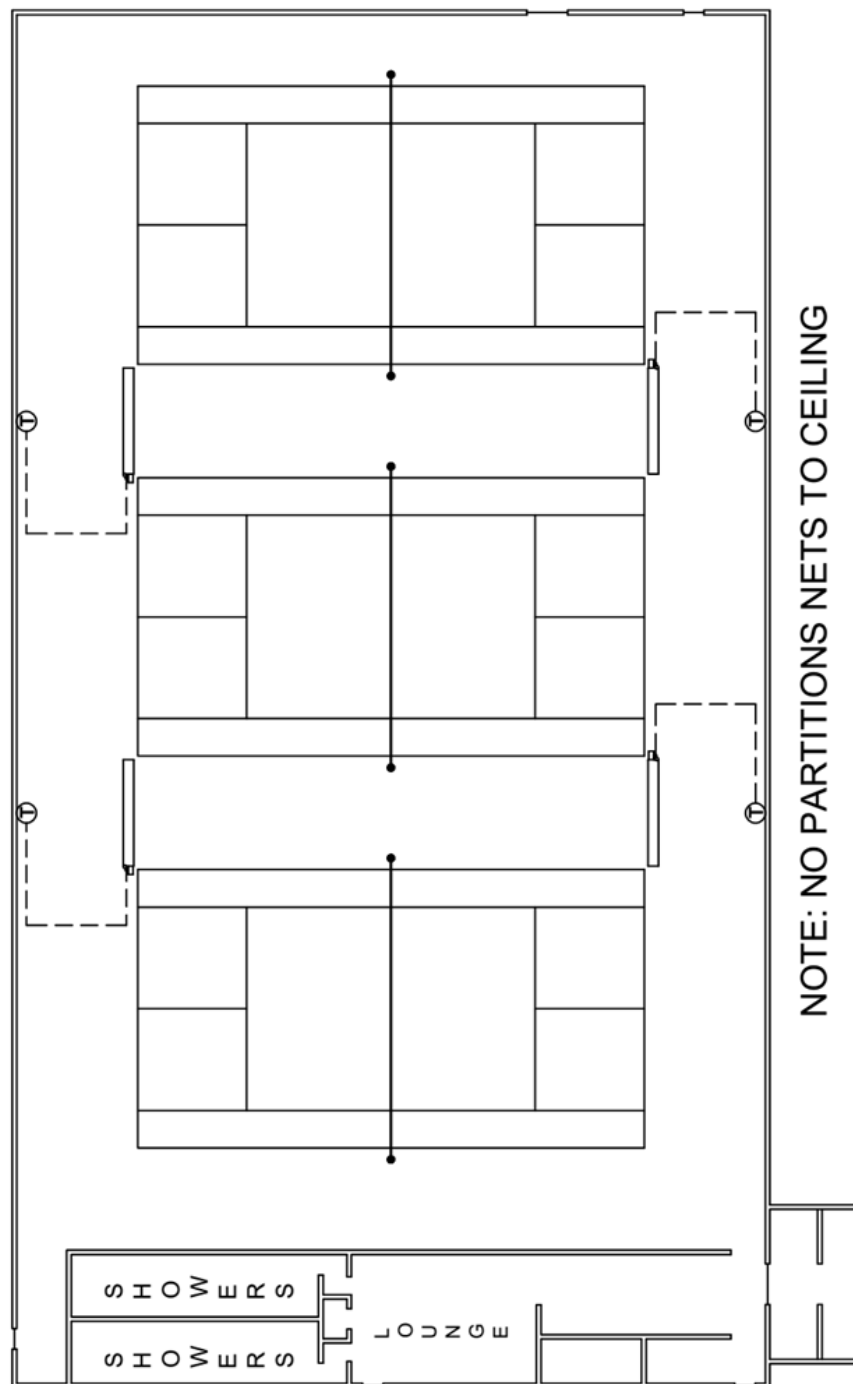 T
T
T
T
NOTE: NO PARTITIONS NETS TO CEILING
SHOWERS
SHOWERS
LOUNGE